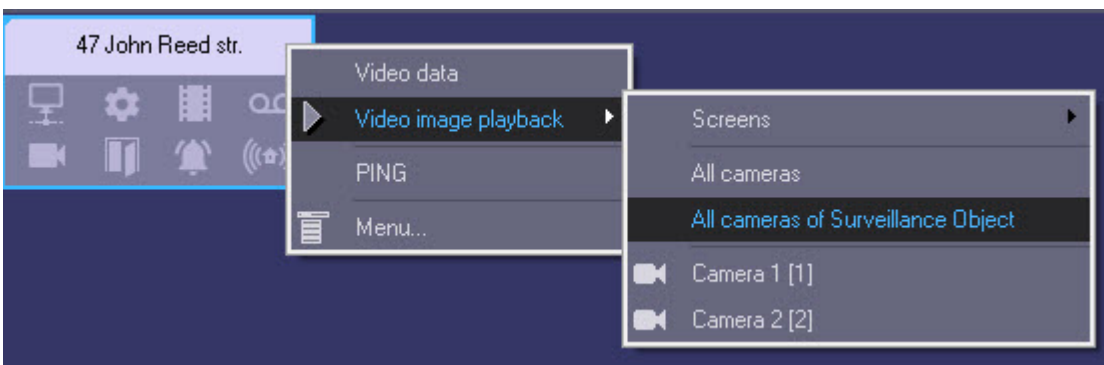 47 John Reed str.
Video data
Video image playback
PING
Menu...
Screens
All cameras
All cameras of Surveillance Object
Camera 1 [1]
Camera 2 [2]